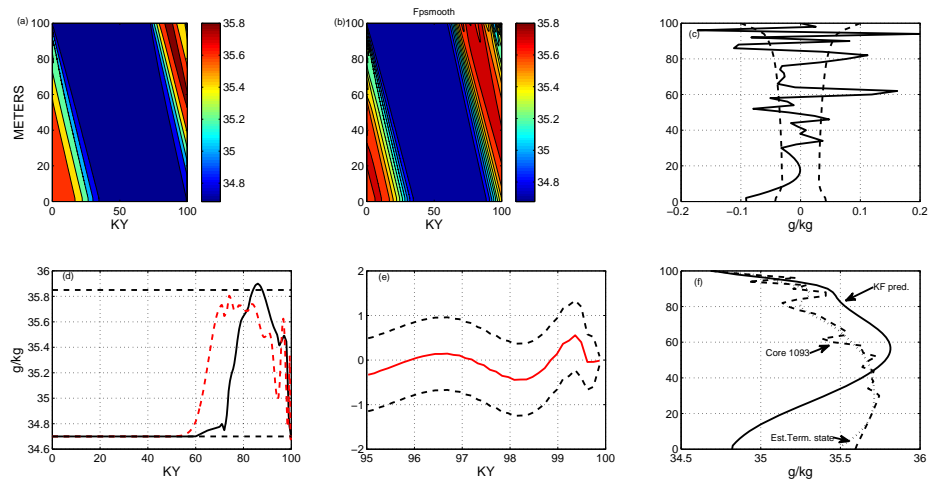 Fpsmooth
(a)
100
80
60
40
20
0
METERS
0 50 100
KY
35.8
35.6
35.4
35.2
35
34.8
(b)
100
80
60
40
20
0
0 50 100
KY
35.8
35.6
35.4
35.2
35
34.8
(c)
100
80
60
40
20
0
−0.2 −0.1 0 0.1 0.2
g/kg
(d)
36
35.8
35.6
35.4
35.2
35
34.8
34.6
g/kg
0 20 40 60 80 100
KY
(e)
2
1
0
−1
−2
95 96 97 98 99 100
KY
(f)
100
80
60
40
20
0
KF pred.
Core 1093
Est.Term. state
34.5 35 35.5 36
g/kg